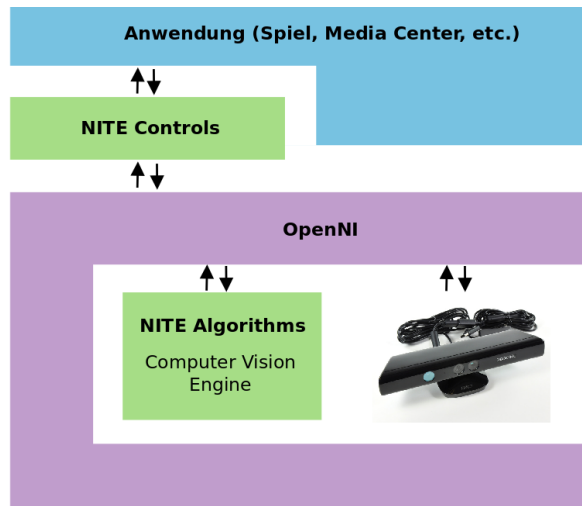 Anwendung (Spiel, Media Center, etc.)
NITE Controls
OpenNI
NITE Algorithms
Computer Vision
Engine